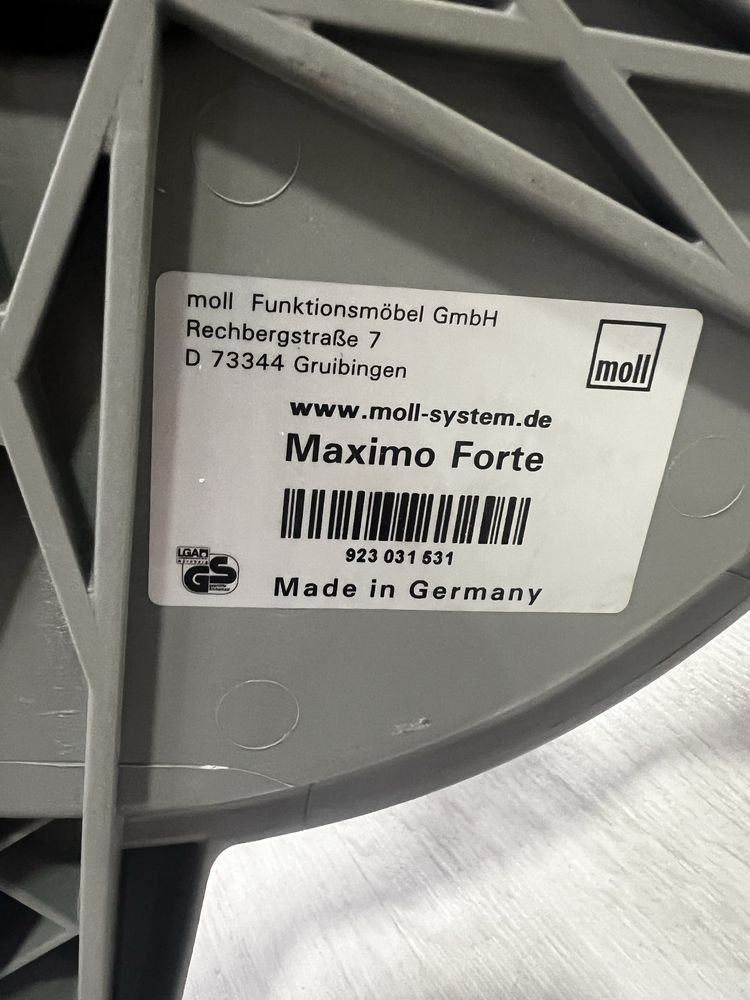 moll Funktionsmöbel GmbH
Rechbergstraße 7
D 73344 Gruibingen
moll
www.moll-system.de
Maximo Forte
923 031 531
LGA
GS
Made in Germany